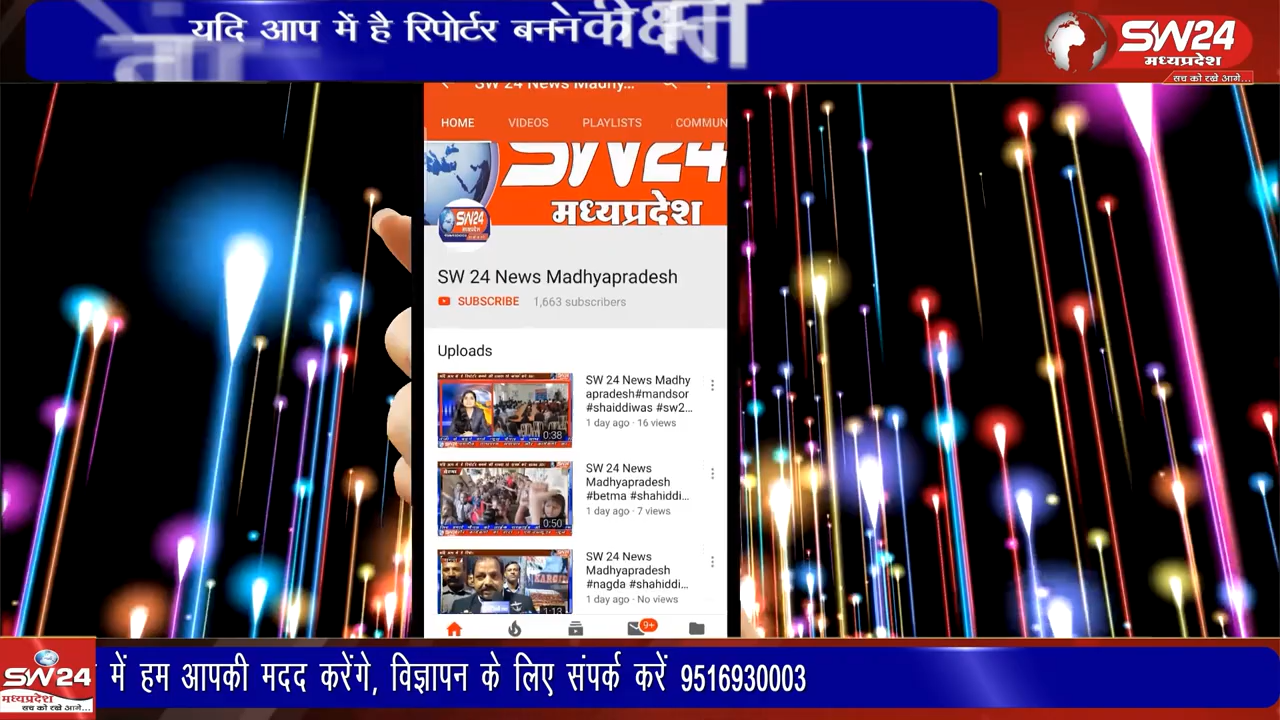 यदि आप में है रिपोर्टर बनने की
SW24
मध्यप्रदेश
सच को रखे आगे...
SW 24 News Madhy...
HOME VIDEOS PLAYLISTS COMMUN
SW24
मध्यप्रदेश
SW24
SW 24 News Madhyapradesh
SUBSCRIBE 1,663 subscribers
Uploads
SW 24 News Madhy
apradesh#mandsor
#shaiddiwas #sw2...
1 day ago · 16 views
0:38
SW 24 News
Madhyapradesh
#betma #shahiddi...
1 day ago · 7 views
0:50
SW 24 News
Madhyapradesh
#nagda #shahiddi...
1 day ago · No views
1:13
9+
SW24
मध्यप्रदेश
सच को रखे आगे...
में हम आपकी मदद करेंगे, विज्ञापन के लिए संपर्क करें 9516930003